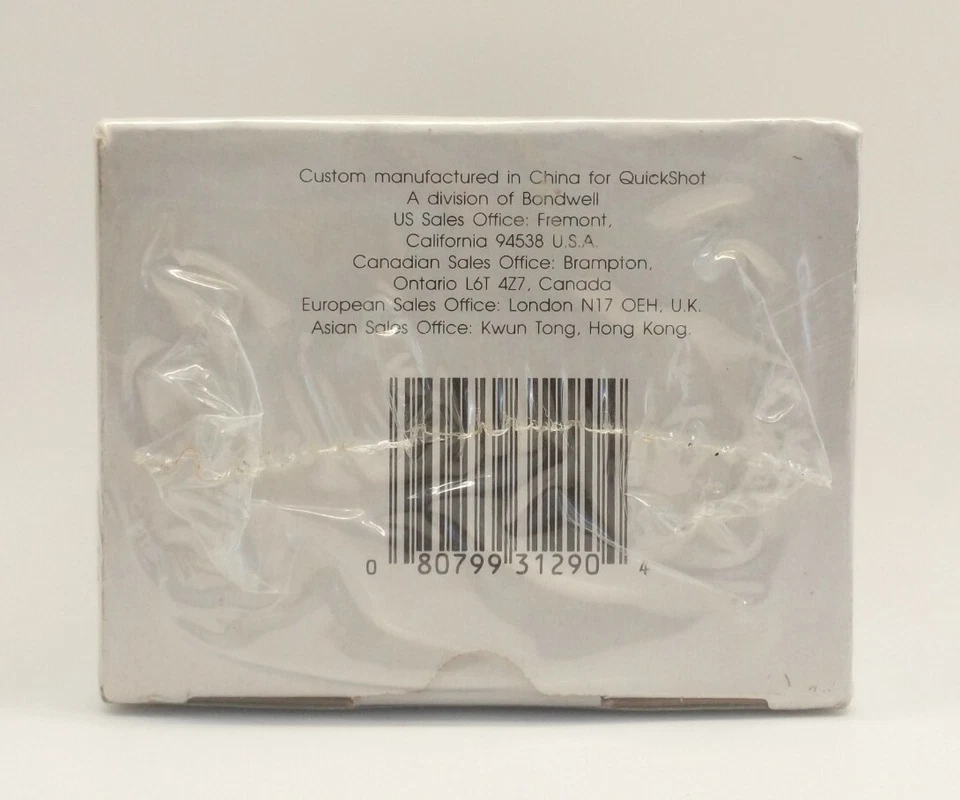 Custom manufactured in China for QuickShot
A division of Bondwell
US Sales Office: Fremont,
California 94538 U.S.A.
Canadian Sales Office: Brampton,
Ontario L6T 4Z7, Canada
European Sales Office: London N17 OEH, U.K.
Asian Sales Office: Kwun Tong, Hong Kong.
0 80799 31290 4